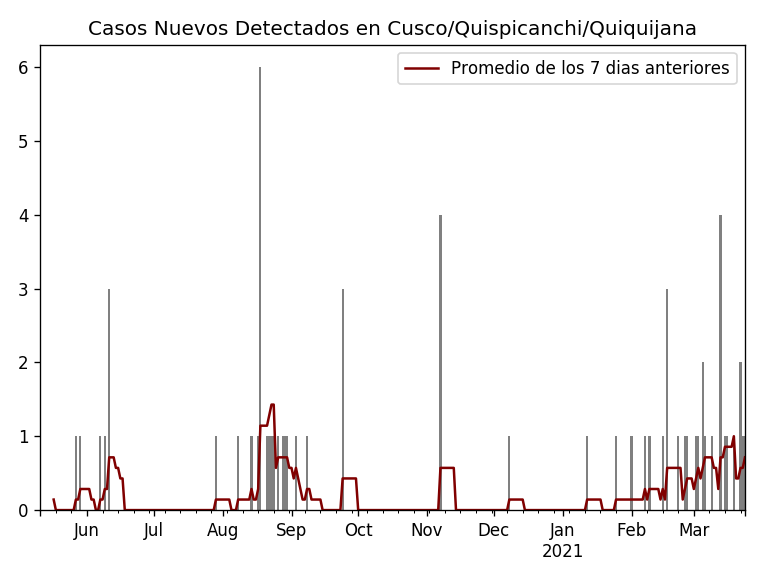 Casos Nuevos Detectados en Cusco/Quispicanchi/Quiquijana
Promedio de los 7 dias anteriores
6
5
4
3
2
1
0
Jun Jul Aug Sep Oct Nov Dec Jan Feb Mar
2021